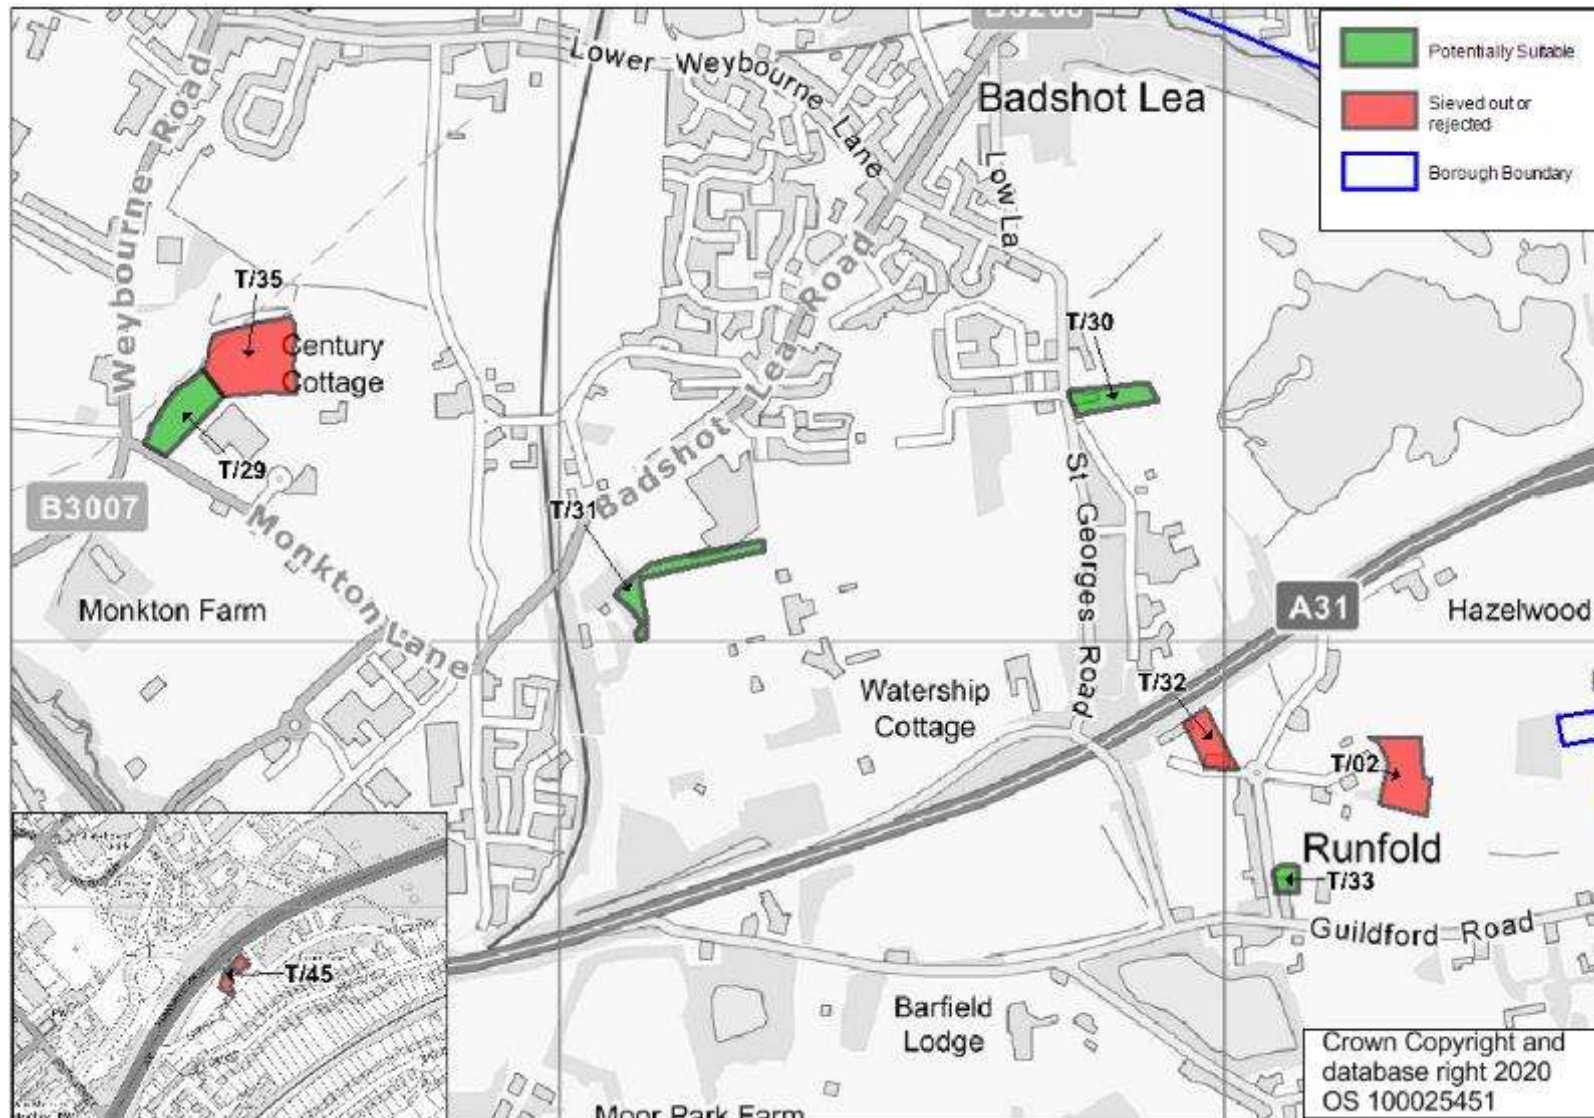 B3208
Potentially Suitable
Sieved out or
rejected
Borough Boundary
Lower Weybourne
Lane
Badshot Lea
Low La
Weybourne Road
T/35
Century
Cottage
T/29
T/30
Badshot Lea Road
T/31
B3007
Monkton Lane
Monkton Farm
St Georges Road
A31
Hazelwood
T/32
Watership
Cottage
T/02
Runfold
T/33
Guildford Road
T/45
Barfield
Lodge
Moor Park Farm
Crown Copyright and
database right 2020
OS 100025451